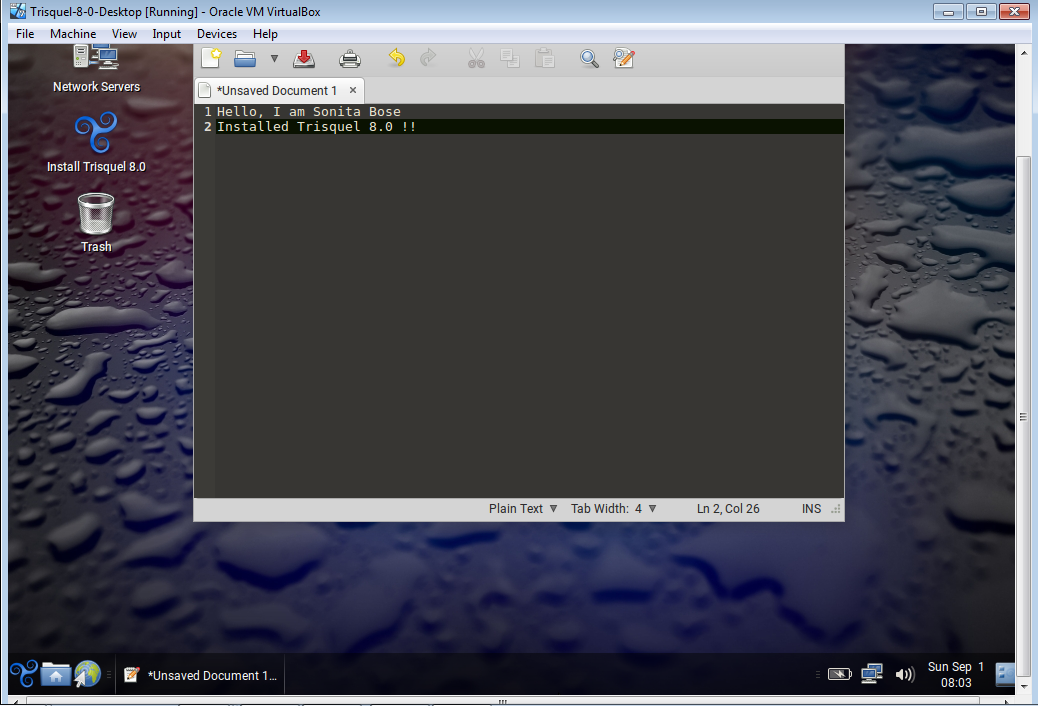 Trisquel-8-0-Desktop [Running] - Oracle VM VirtualBox
File Machine View Input Devices Help
Network Servers
Install Trisquel 8.0
Trash
*Unsaved Document 1
1 Hello, I am Sonita Bose
2 Installed Trisquel 8.0 !!
Plain Text Tab Width: 4 Ln 2, Col 26 INS
*Unsaved Document 1...
Sun Sep 1
08:03